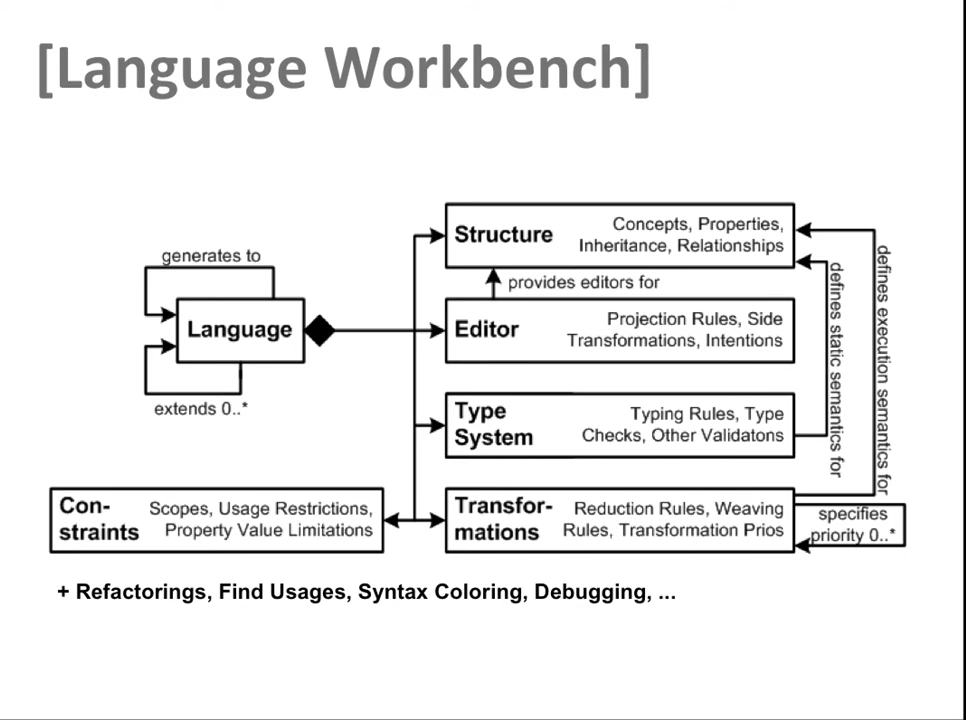 [Language Workbench]
generates to
Language
extends 0..*
Structure
Concepts, Properties,
Inheritance, Relationships
provides editors for
Editor
Projection Rules, Side
Transformations, Intentions
Type
System
Typing Rules, Type
Checks, Other Validatons
Con-
straints
Scopes, Usage Restrictions,
Property Value Limitations
Transfor-
mations
Reduction Rules, Weaving
Rules, Transformation Prios
defines static semantics for
defines execution semantics for
specifies
priority 0..*
+ Refactorings, Find Usages, Syntax Coloring, Debugging, ...